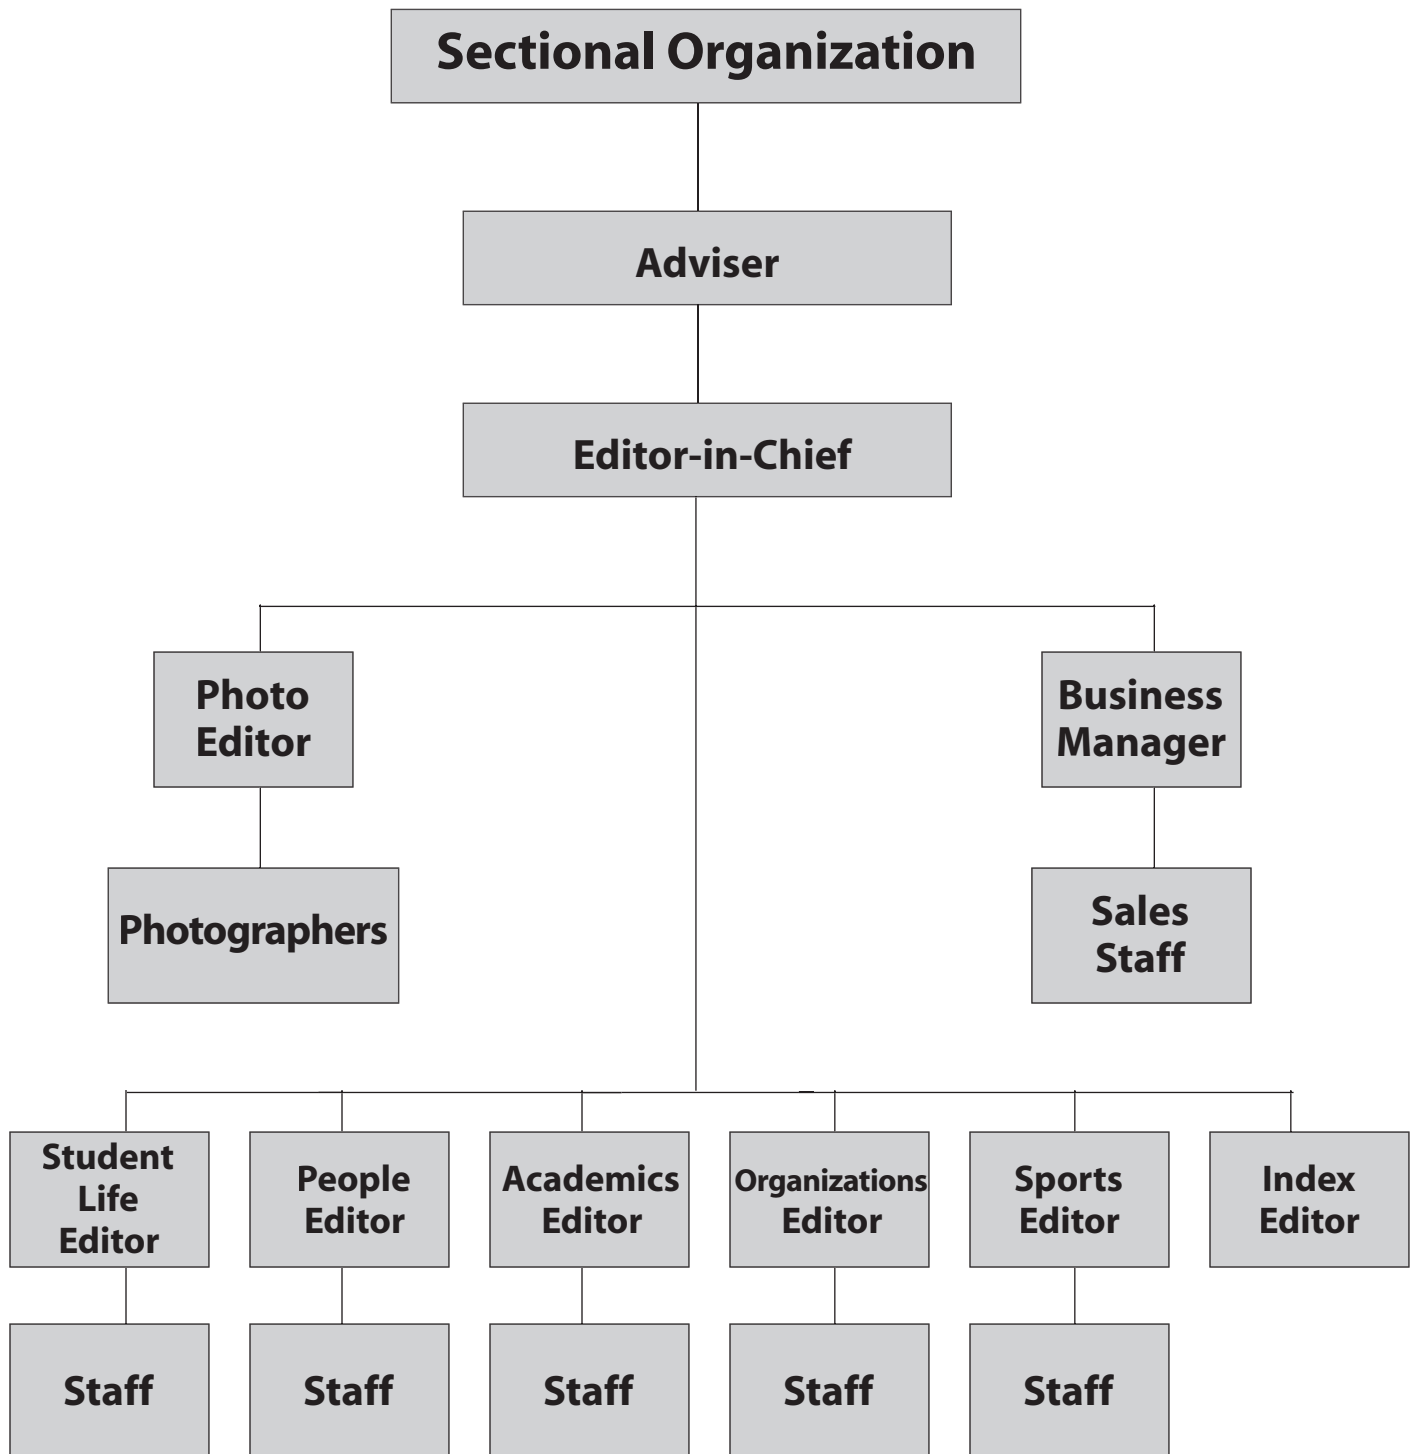 Sectional Organization
Adviser
Editor-in-Chief
Photo
Editor
Business
Manager
Photographers
Sales
Staff
Student
Life
Editor
People
Editor
Academics
Editor
Organizations
Editor
Sports
Editor
Index
Editor
Staff
Staff
Staff
Staff
Staff